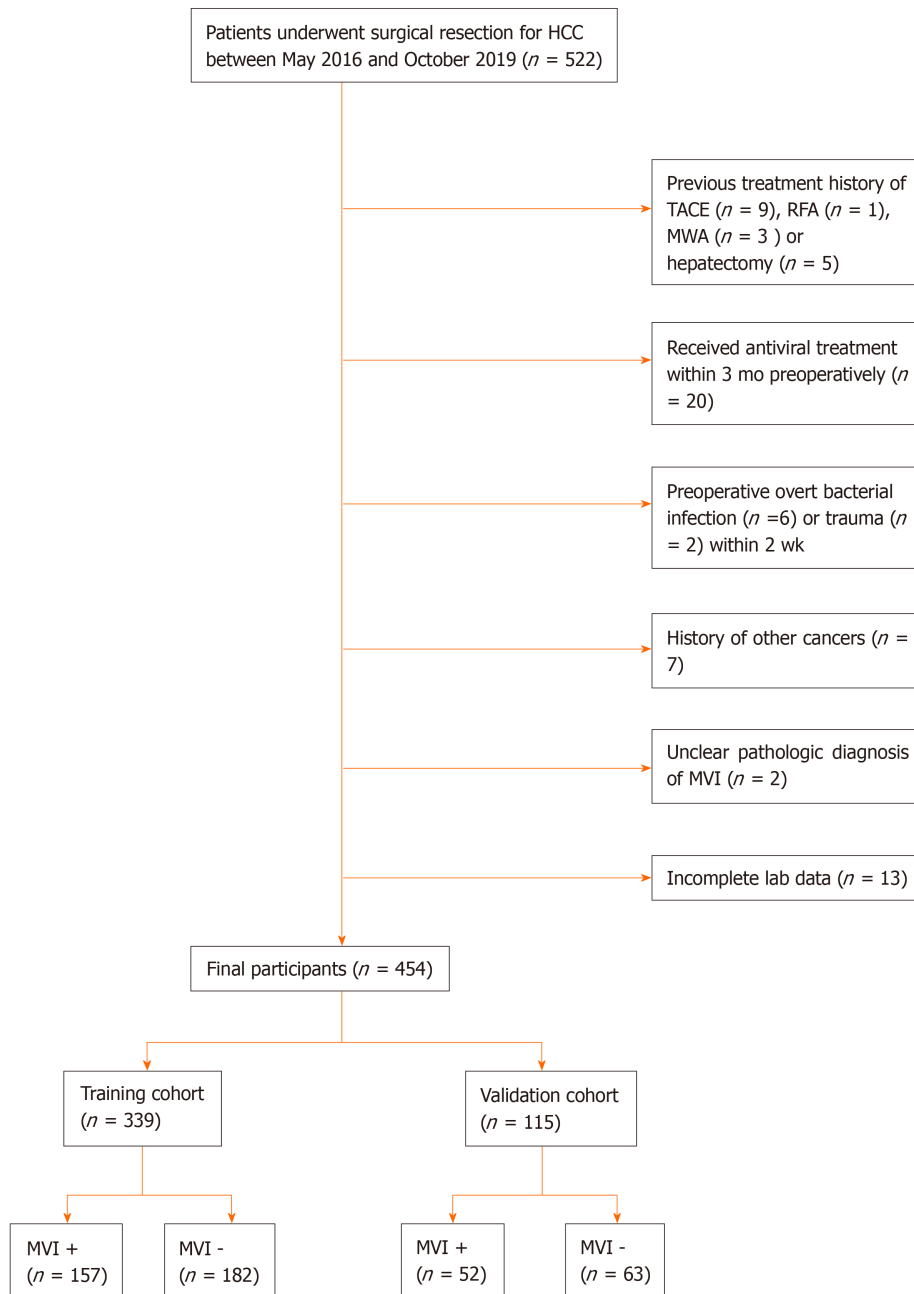 Patients underwent surgical resection for HCC
between May 2016 and October 2019 (n = 522)
Previous treatment history of
TACE (n = 9), RFA (n = 1),
MWA (n = 3 ) or
hepatectomy (n = 5)
Received antiviral treatment
within 3 mo preoperatively (n
= 20)
Preoperative overt bacterial
infection (n =6) or trauma (n
= 2) within 2 wk
History of other cancers (n =
7)
Unclear pathologic diagnosis
of MVI (n = 2)
Incomplete lab data (n = 13)
Final participants (n = 454)
Training cohort
(n = 339)
Validation cohort
(n = 115)
MVI +
(n = 157)
MVI -
(n = 182)
MVI +
(n = 52)
MVI -
(n = 63)